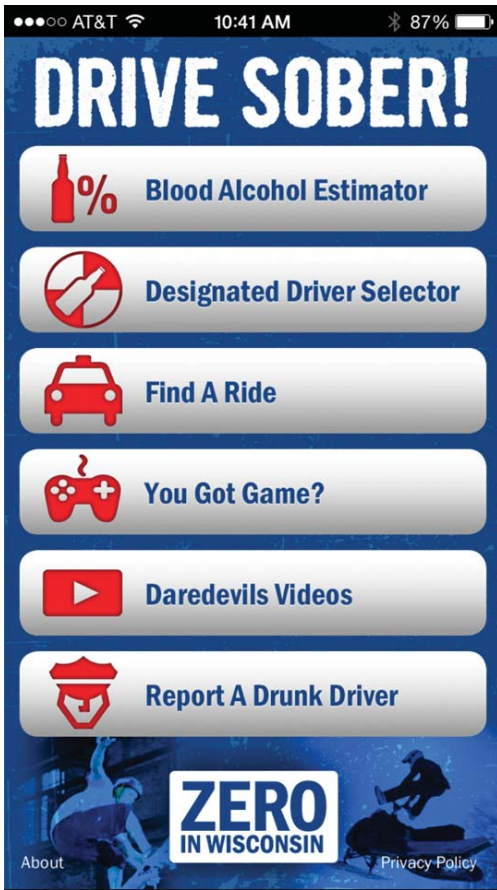 AT&T 10:41 AM 87%
DRIVE SOBER!
% Blood Alcohol Estimator
Designated Driver Selector
Find A Ride
You Got Game?
Daredevils Videos
Report A Drunk Driver
ZERO
IN WISCONSIN
About Privacy Policy